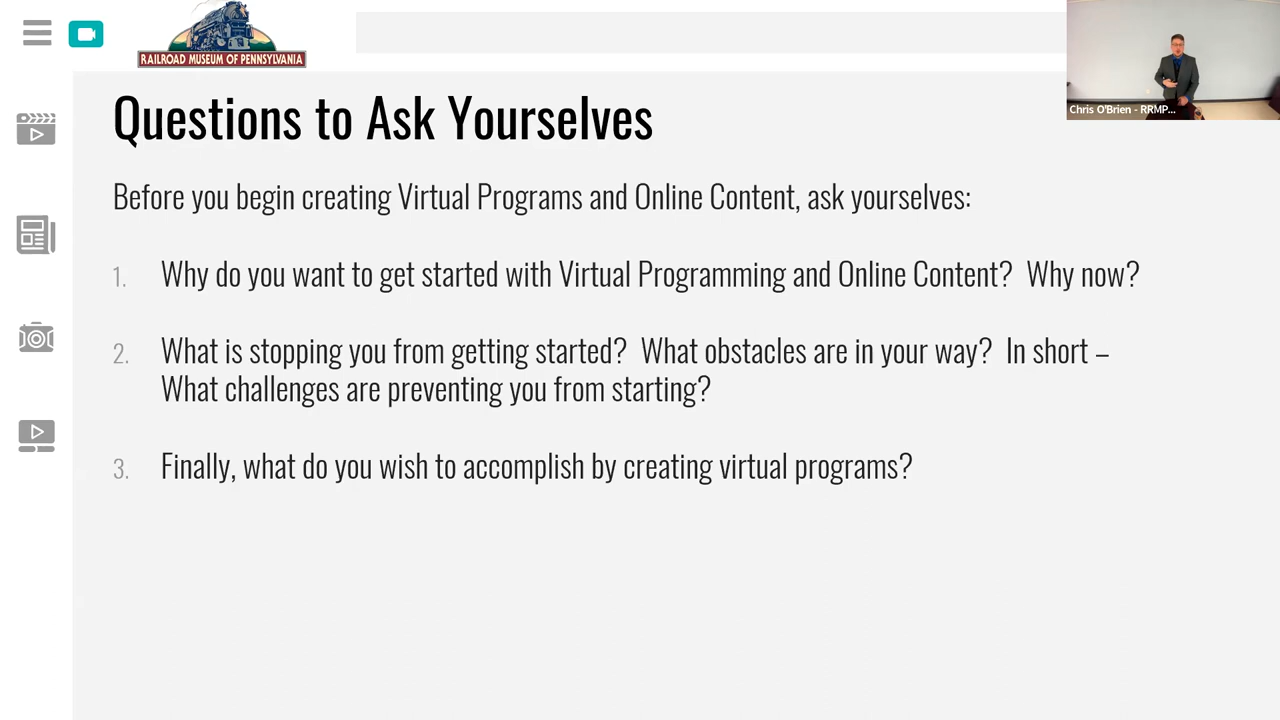 RAILROAD MUSEUM OF PENNSYLVANIA
Chris O'Brien - RRMP...
Questions to Ask Yourselves
Before you begin creating Virtual Programs and Online Content, ask yourselves:
1. Why do you want to get started with Virtual Programming and Online Content? Why now?
2. What is stopping you from getting started? What obstacles are in your way? In short –
What challenges are preventing you from starting?
3. Finally, what do you wish to accomplish by creating virtual programs?